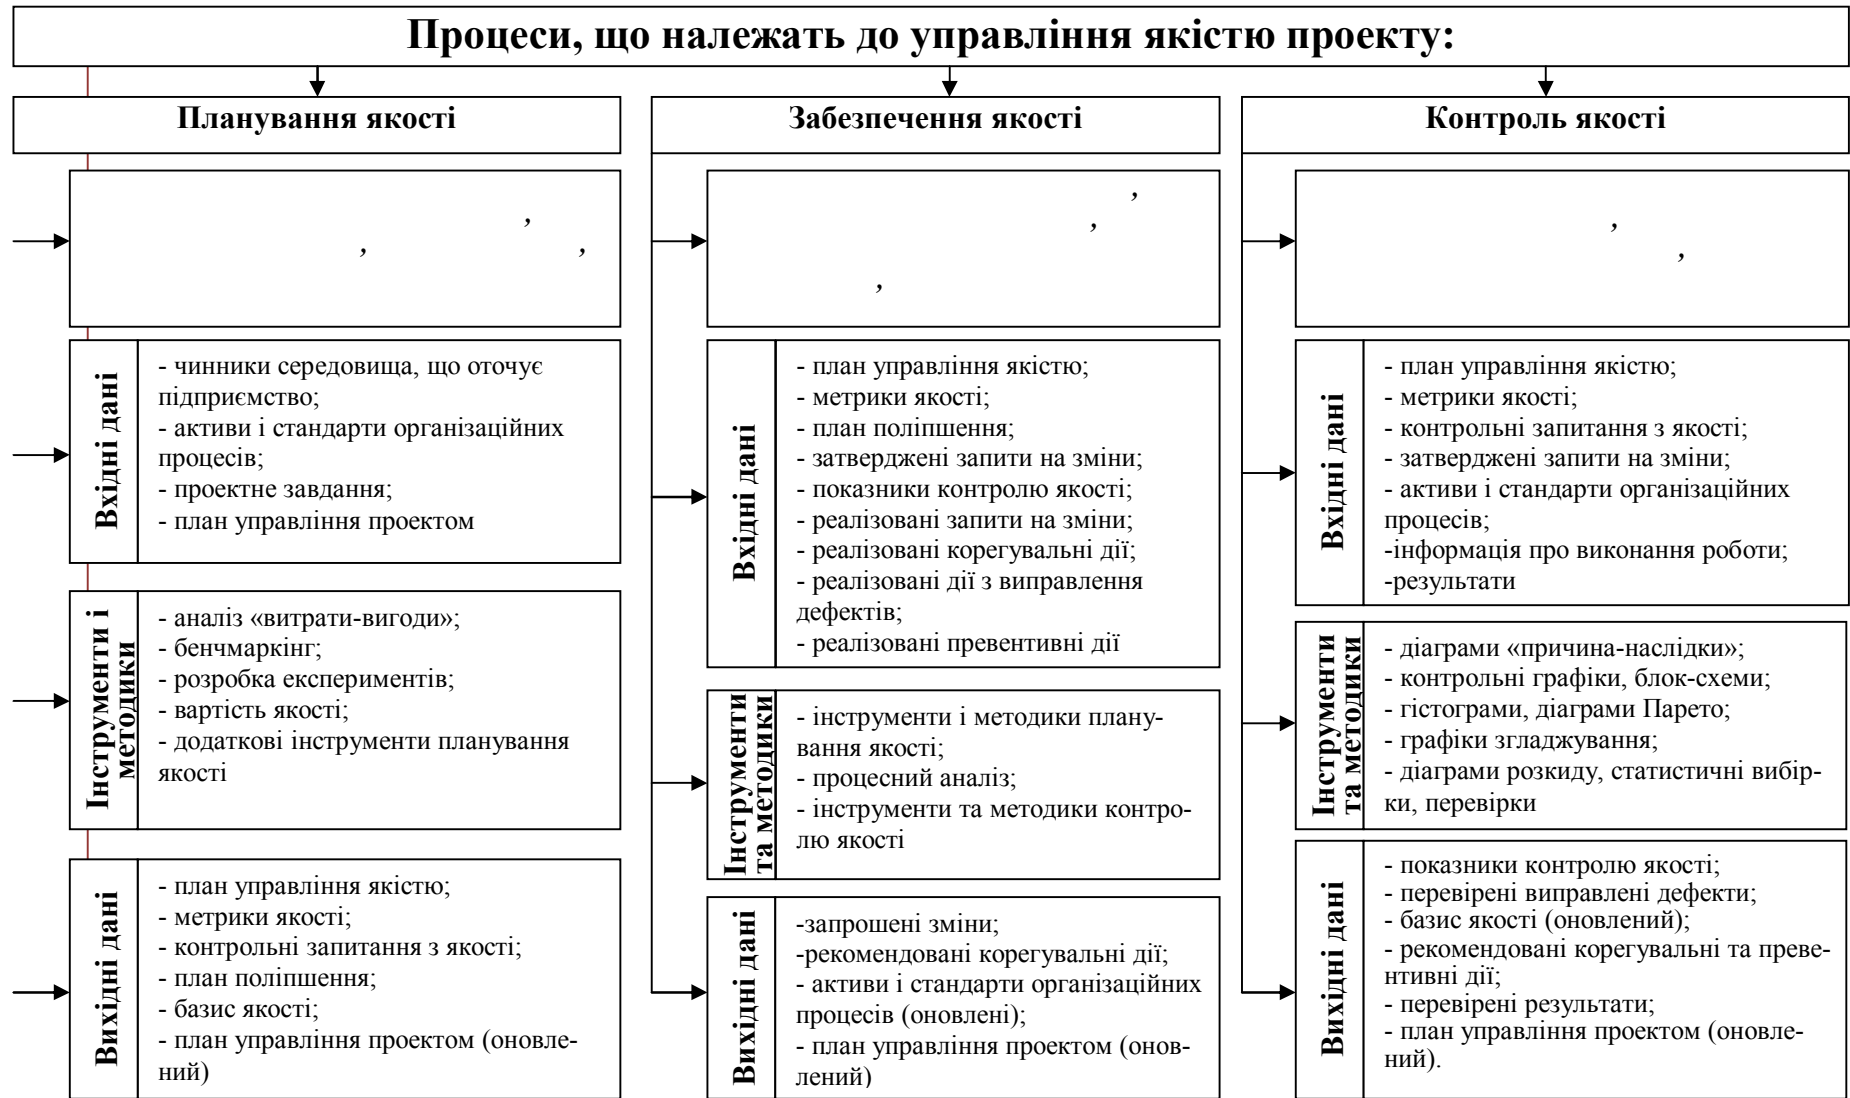 Процеси, що належать до управління якістю проекту:
Планування якості
,
, ,
Вхідні дані
- чинники середовища, що оточує
підприємство;
- активи і стандарти організаційних
процесів;
- проектне завдання;
- план управління проектом
Інструменти і
методики
- аналіз «витрати-вигоди»;
- бенчмаркінг;
- розробка експериментів;
- вартість якості;
- додаткові інструменти планування
якості
Вихідні дані
- план управління якістю;
- метрики якості;
- контрольні запитання з якості;
- план поліпшення;
- базис якості;
- план управління проектом (оновле-
ний)
Забезпечення якості
,
,
,
Вхідні дані
- план управління якістю;
- метрики якості;
- план поліпшення;
- затверджені запити на зміни;
- показники контролю якості;
- реалізовані запити на зміни;
- реалізовані корегувальні дії;
- реалізовані дії з виправлення
дефектів;
- реалізовані превентивні дії
Інструменти
та методики
- інструменти і методики плану-
вання якості;
- процесний аналіз;
- інструменти та методики контро-
лю якості
Вихідні дані
-запрошені зміни;
-рекомендовані корегувальні дії;
- активи і стандарти організаційних
процесів (оновлені);
- план управління проектом (онов-
лений)
Контроль якості
,
,
Вхідні дані
- план управління якістю;
- метрики якості;
- контрольні запитання з якості;
- затверджені запити на зміни;
- активи і стандарти організаційних
процесів;
-інформація про виконання роботи;
-результати
Інструменти
та методики
- діаграми «причина-наслідки»;
- контрольні графіки, блок-схеми;
- гістограми, діаграми Парето;
- графіки згладжування;
- діаграми розкиду, статистичні вибір-
ки, перевірки
Вихідні дані
- показники контролю якості;
- перевірені виправлені дефекти;
- базис якості (оновлений);
- рекомендовані корегувальні та преве-
нтивні дії;
- перевірені результати;
- план управління проектом (оновле-
ний).